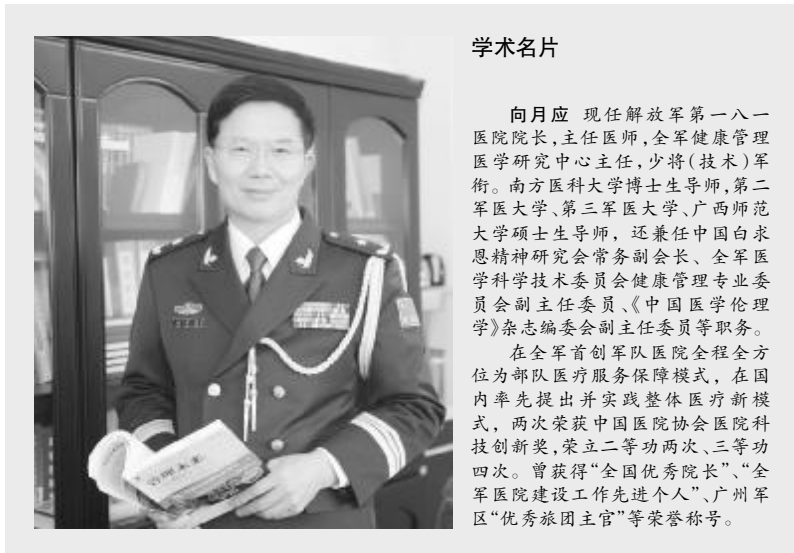 学术名片
向月应 现任解放军第一八一
医院院长,主任医师,全军健康管理
医学研究中心主任,少将(技术)军
衔。南方医科大学博士生导师,第二
军医大学、第三军医大学、广西师范
大学硕士生导师，还兼任中国白求
恩精神研究会常务副会长、全军医
学科学技术委员会健康管理专业委
员会副主任委员、《中国医学伦理
学》杂志编委会副主任委员等职务。
在全军首创军队医院全程全方
位为部队医疗服务保障模式，在国
内率先提出并实践整体医疗新模
式，两次荣获中国医院协会医院科
技创新奖,荣立二等功两次、三等功
四次。曾获得“全国优秀院长”、“全
军医院建设工作先进个人”、广州军
区“优秀旅团主官”等荣誉称号。